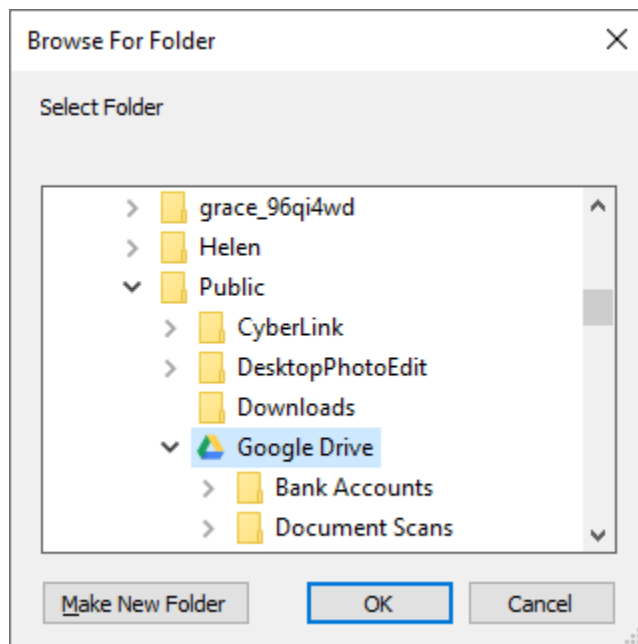 Browse For Folder
Select Folder
grace_96qi4wd
Helen
Public
CyberLink
DesktopPhotoEdit
Downloads
Google Drive
Bank Accounts
Document Scans
Make New Folder OK Cancel